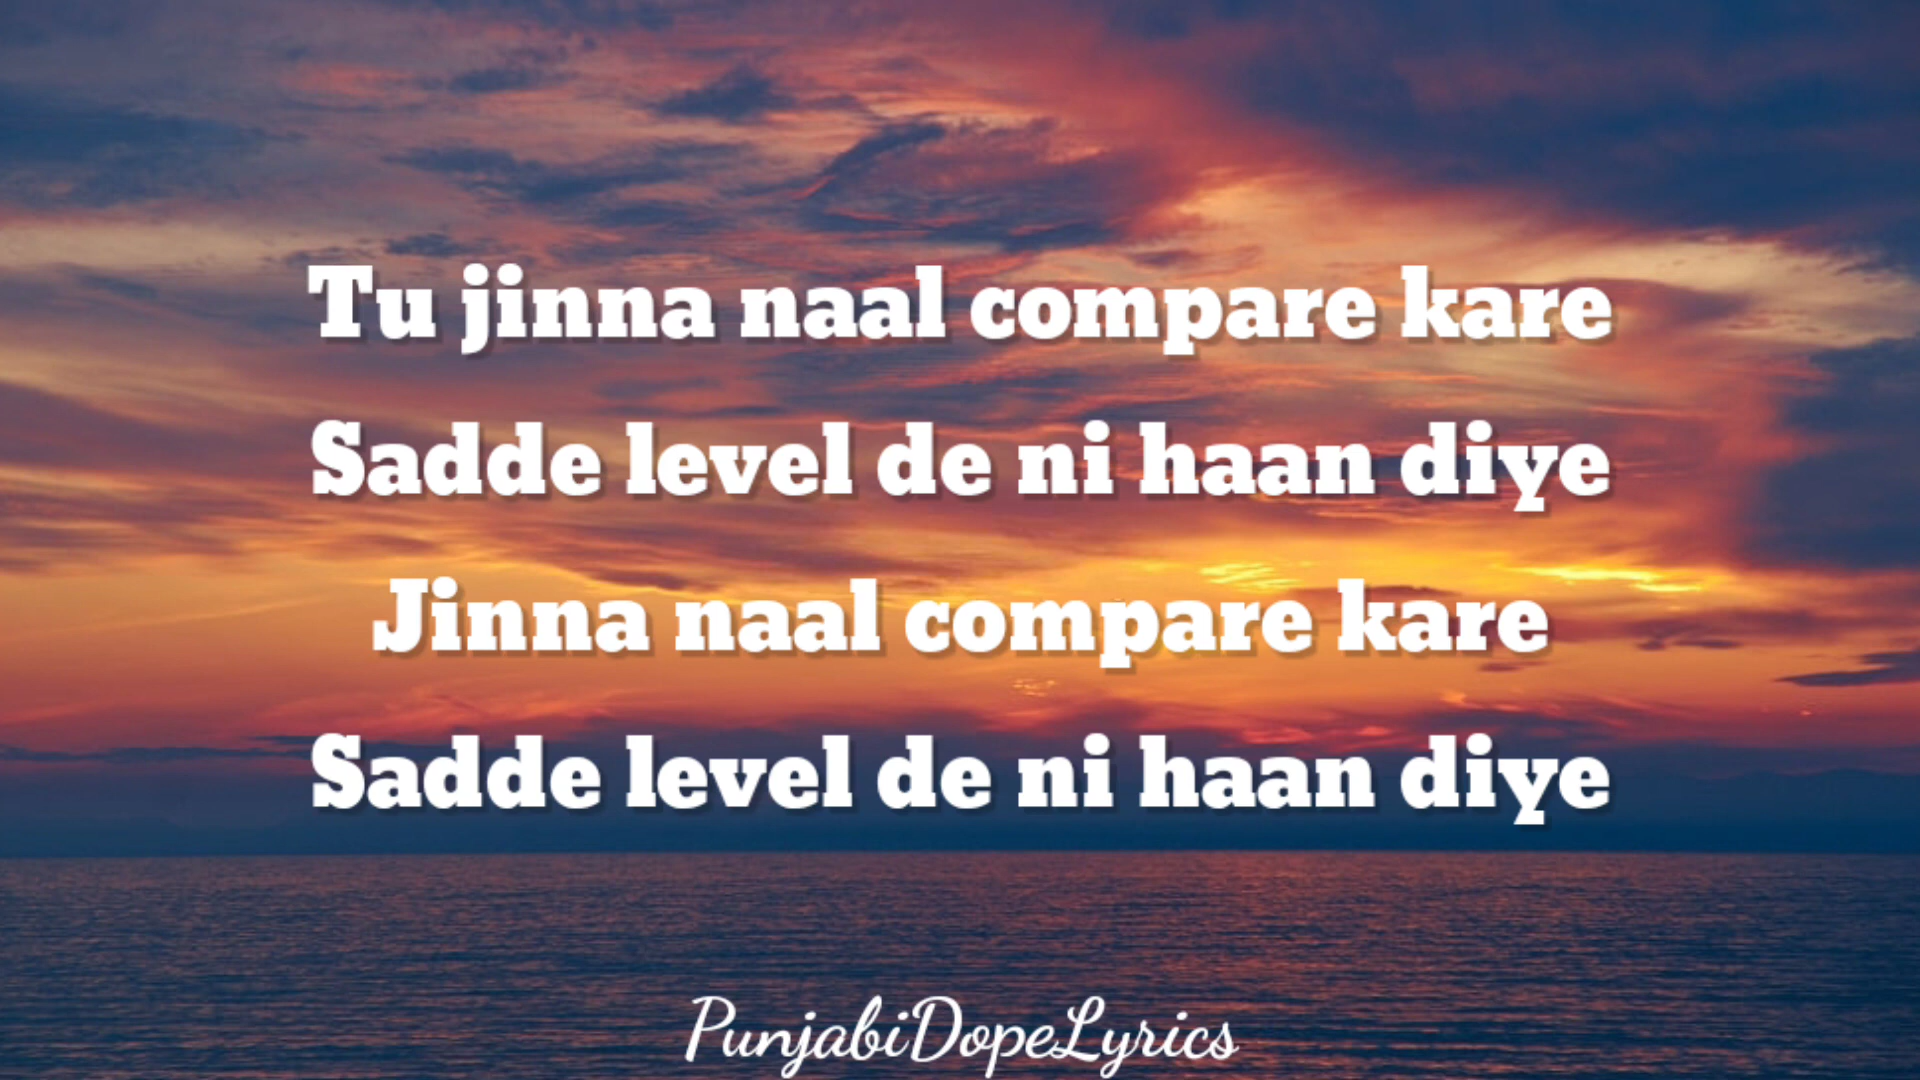 Tu jinna naal compare kare
Sadde level de ni haan diye
Jinna naal compare kare
Sadde level de ni haan diye
PunjabiDopeLyrics